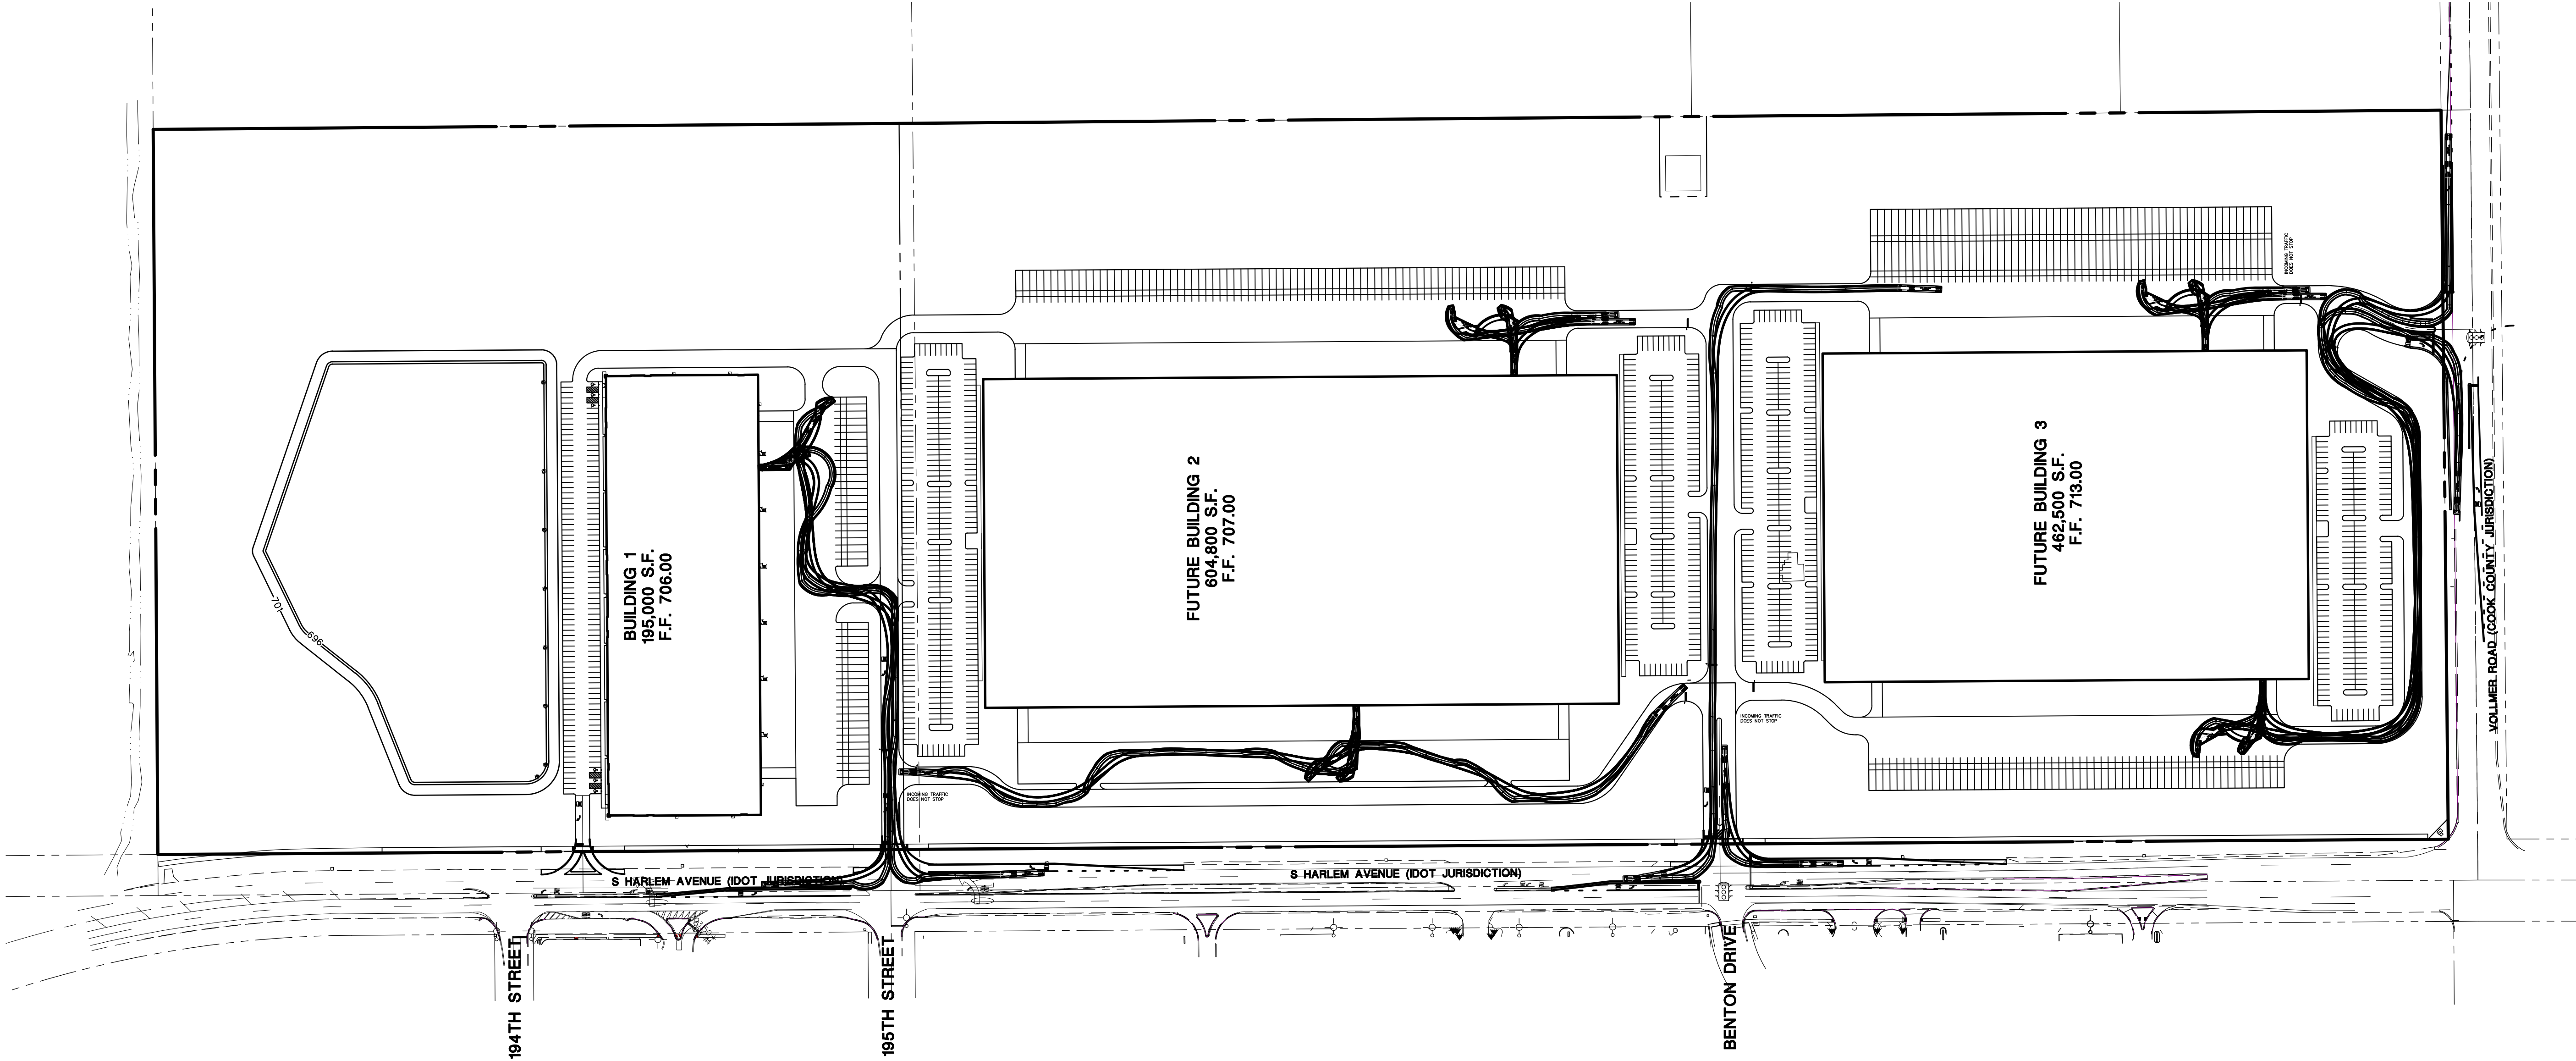 INCOMING TRAFFIC
DOES NOT STOP
BUILDING 1
195,000 S.F.
F.F. 706.00
FUTURE BUILDING 2
604,800 S.F.
F.F. 707.00
FUTURE BUILDING 3
462,500 S.F.
F.F. 713.00
VOLLMER ROAD (COOK COUNTY JURISDICTION)
701
696
INCOMING TRAFFIC
DOES NOT STOP
INCOMING TRAFFIC
DOES NOT STOP
S HARLEM AVENUE (IDOT JURISDICTION)
S HARLEM AVENUE (IDOT JURISDICTION)
194TH STREET
195TH STREET
BENTON DRIVE